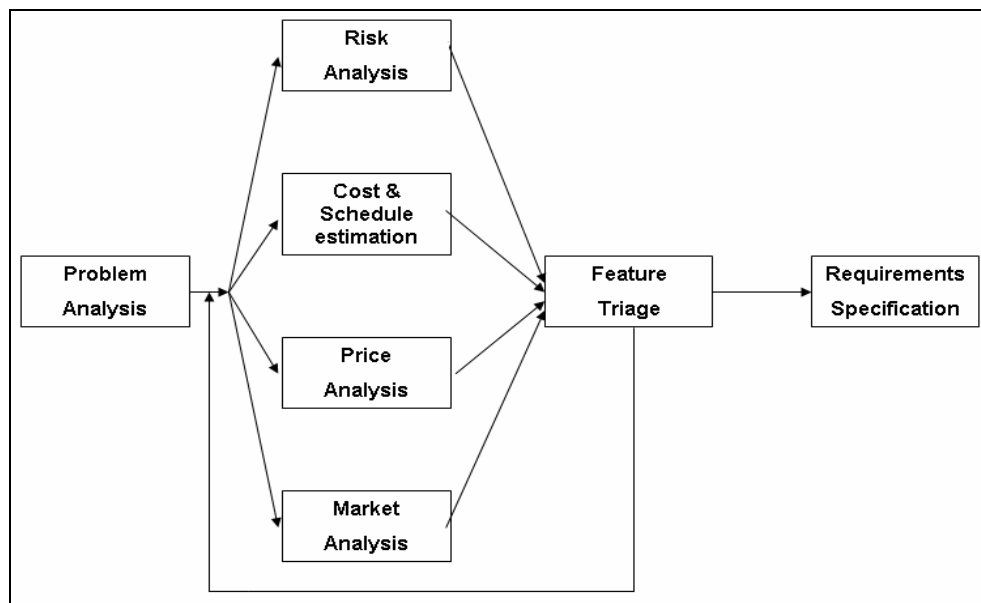 Risk
Analysis
Cost &
Schedule
estimation
Problem
Analysis
Feature
Triage
Requirements
Specification
Price
Analysis
Market
Analysis